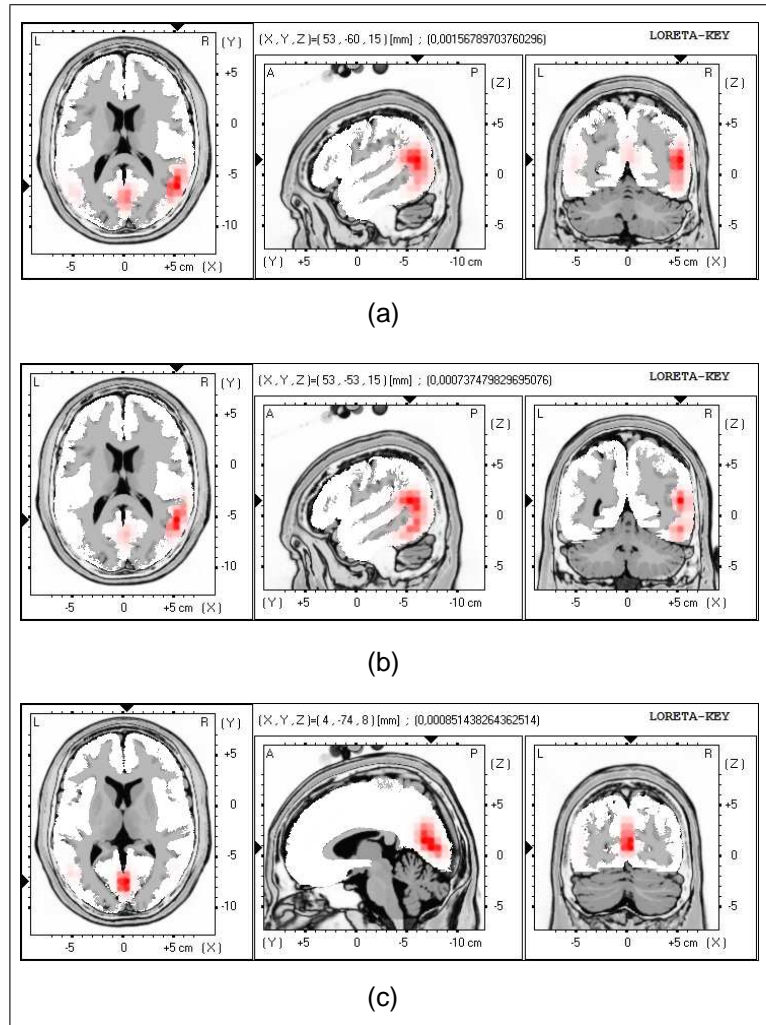 L R (Y) (X,Y,Z)=(53,-60,15)[mm] ; (0,00156789703760296) LORETA-KEY
A P (Z) L R (Z)
+5 +5 +5
0 0 0
-5 -5 -5
-10
-5 0 +5 cm (X) (Y) +5 0 -5 -10 cm -5 0 +5 cm (X)
(a)
L R (Y) (X,Y,Z)=(53,-53,15)[mm] ; (0,000737479829695076) LORETA-KEY
A P (Z) L R (Z)
+5 +5 +5
0 0 0
-5 -5 -5
-10
-5 0 +5 cm (X) (Y) +5 0 -5 -10 cm -5 0 +5 cm (X)
(b)
L R (Y) (X,Y,Z)=(4,-74,8)[mm] ; (0,000851438264362514) LORETA-KEY
A P (Z) L R (Z)
+5 +5 +5
0 0 0
-5 -5 -5
-10
-5 0 +5 cm (X) (Y) +5 0 -5 -10 cm -5 0 +5 cm (X)
(c)